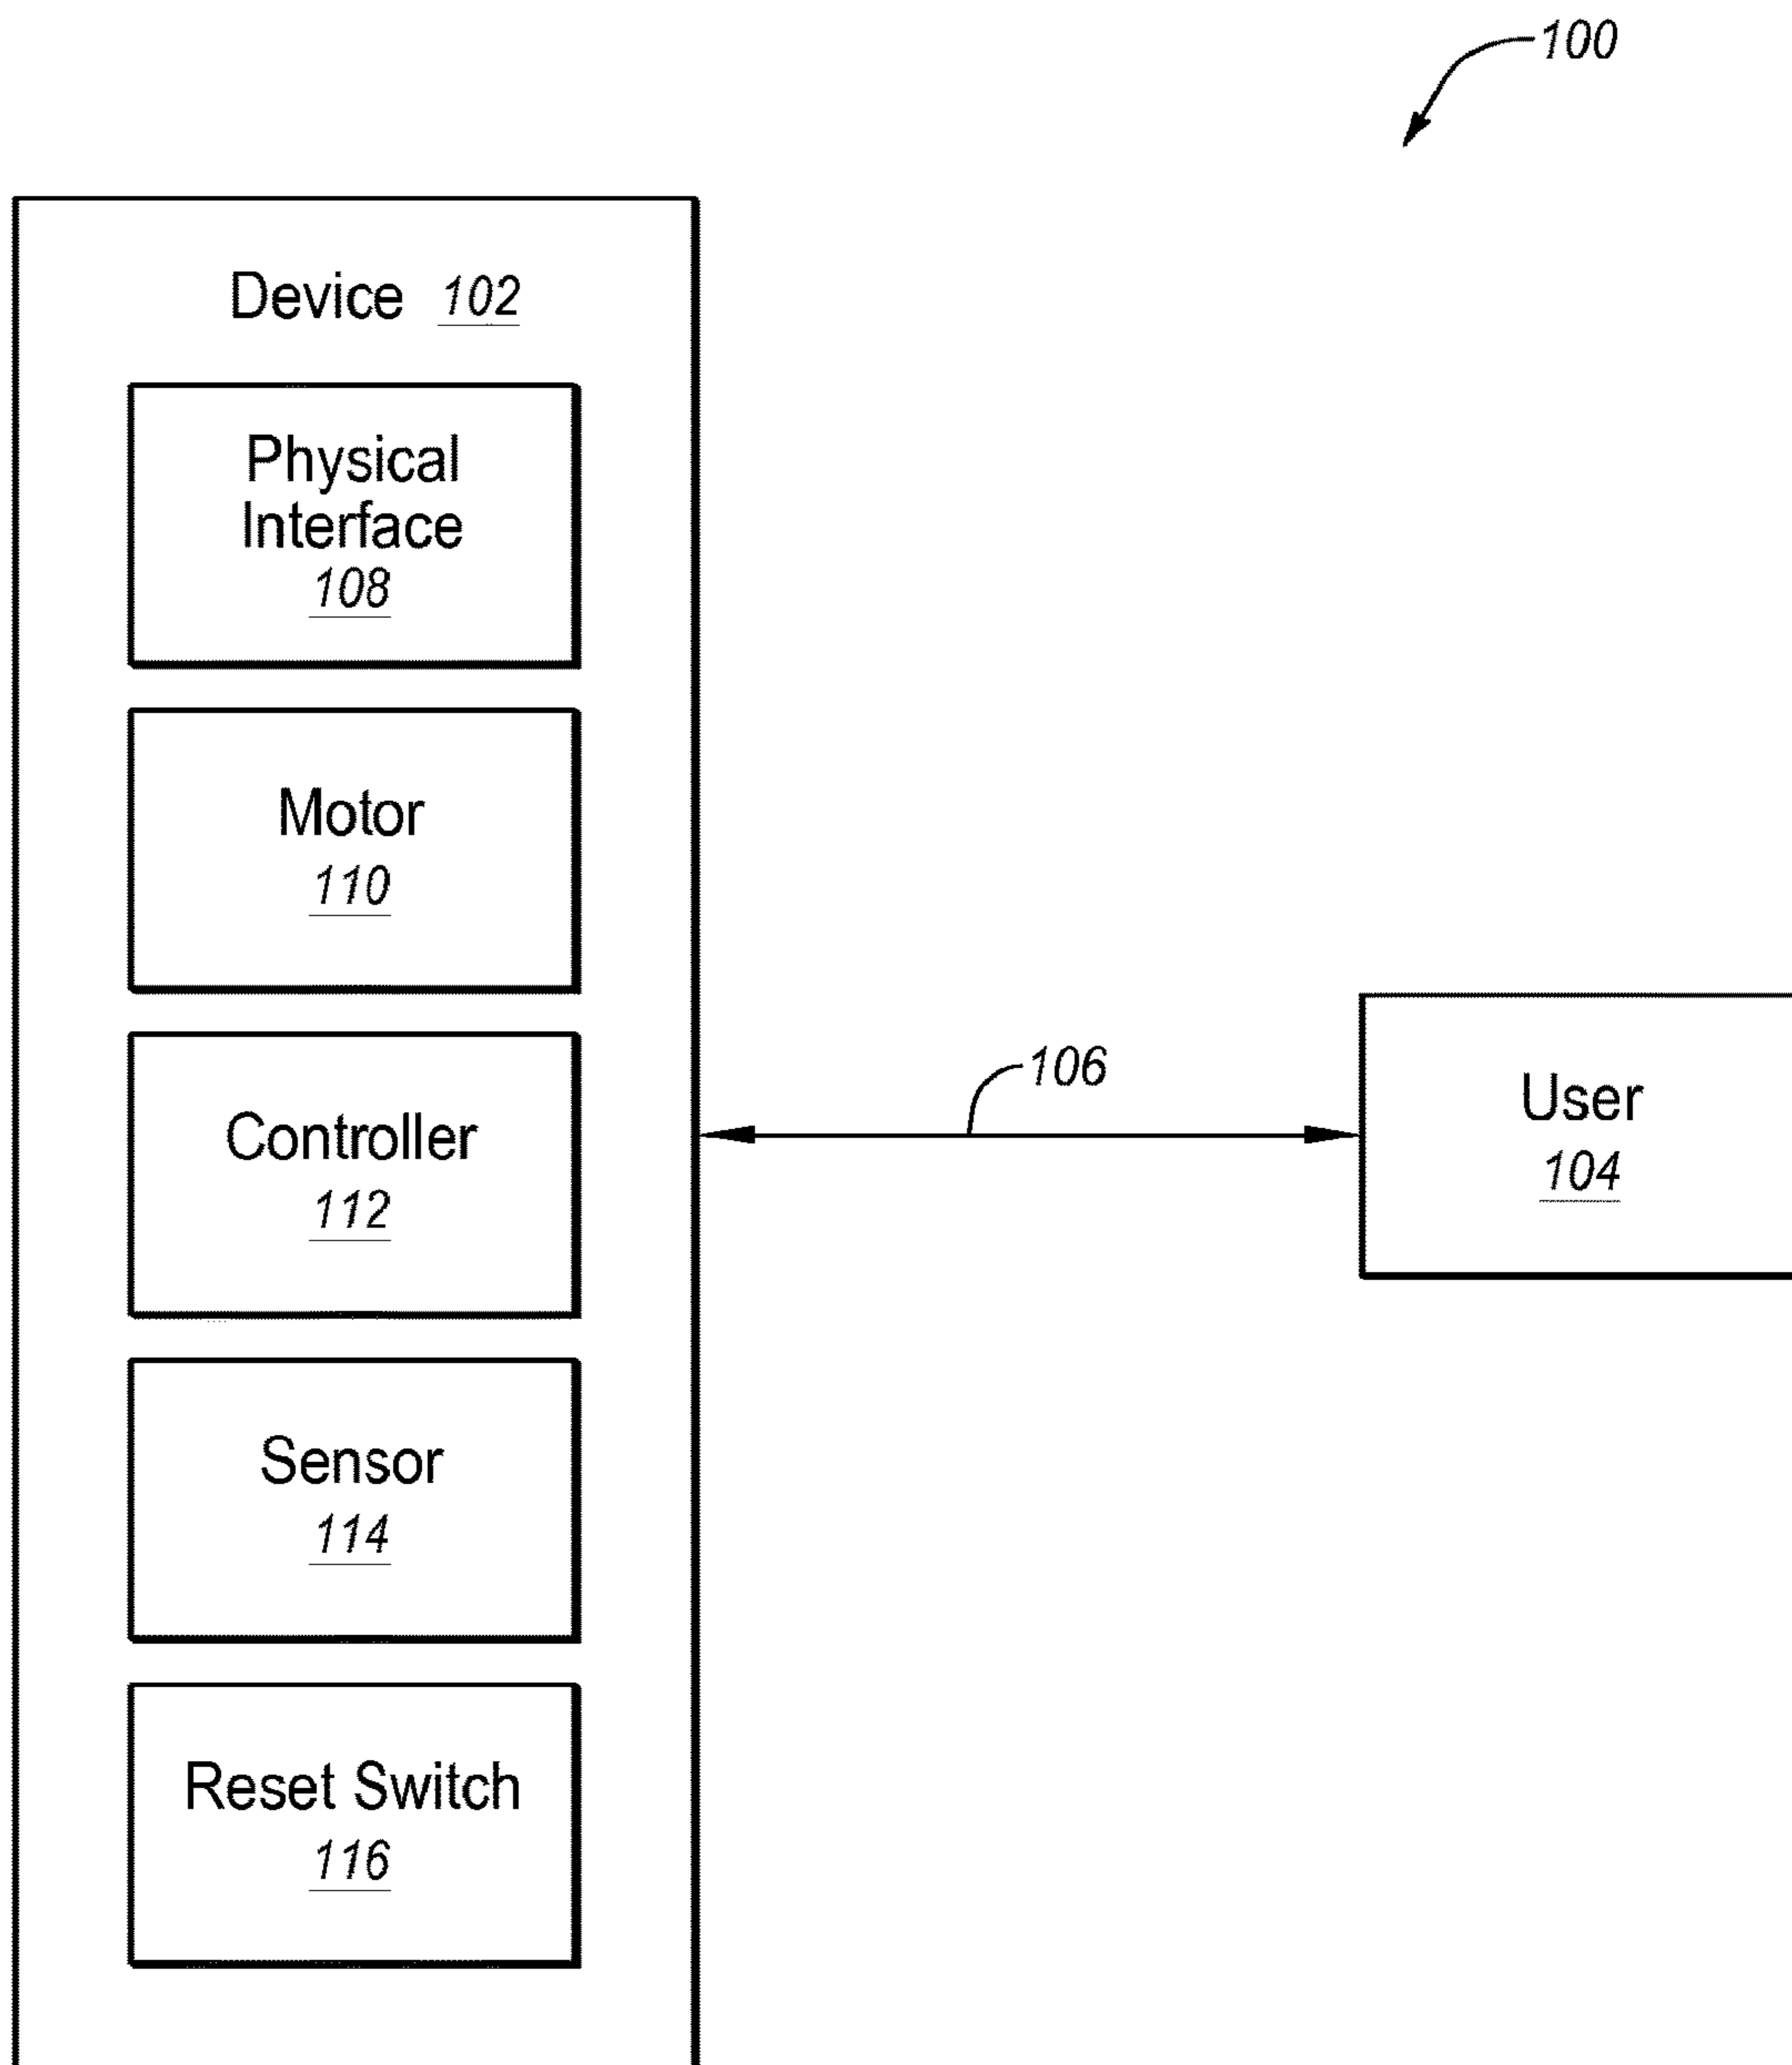 100
Device 102
Physical
Interface
108
Motor
110
Controller
112
Sensor
114
Reset Switch
116
106
User
104